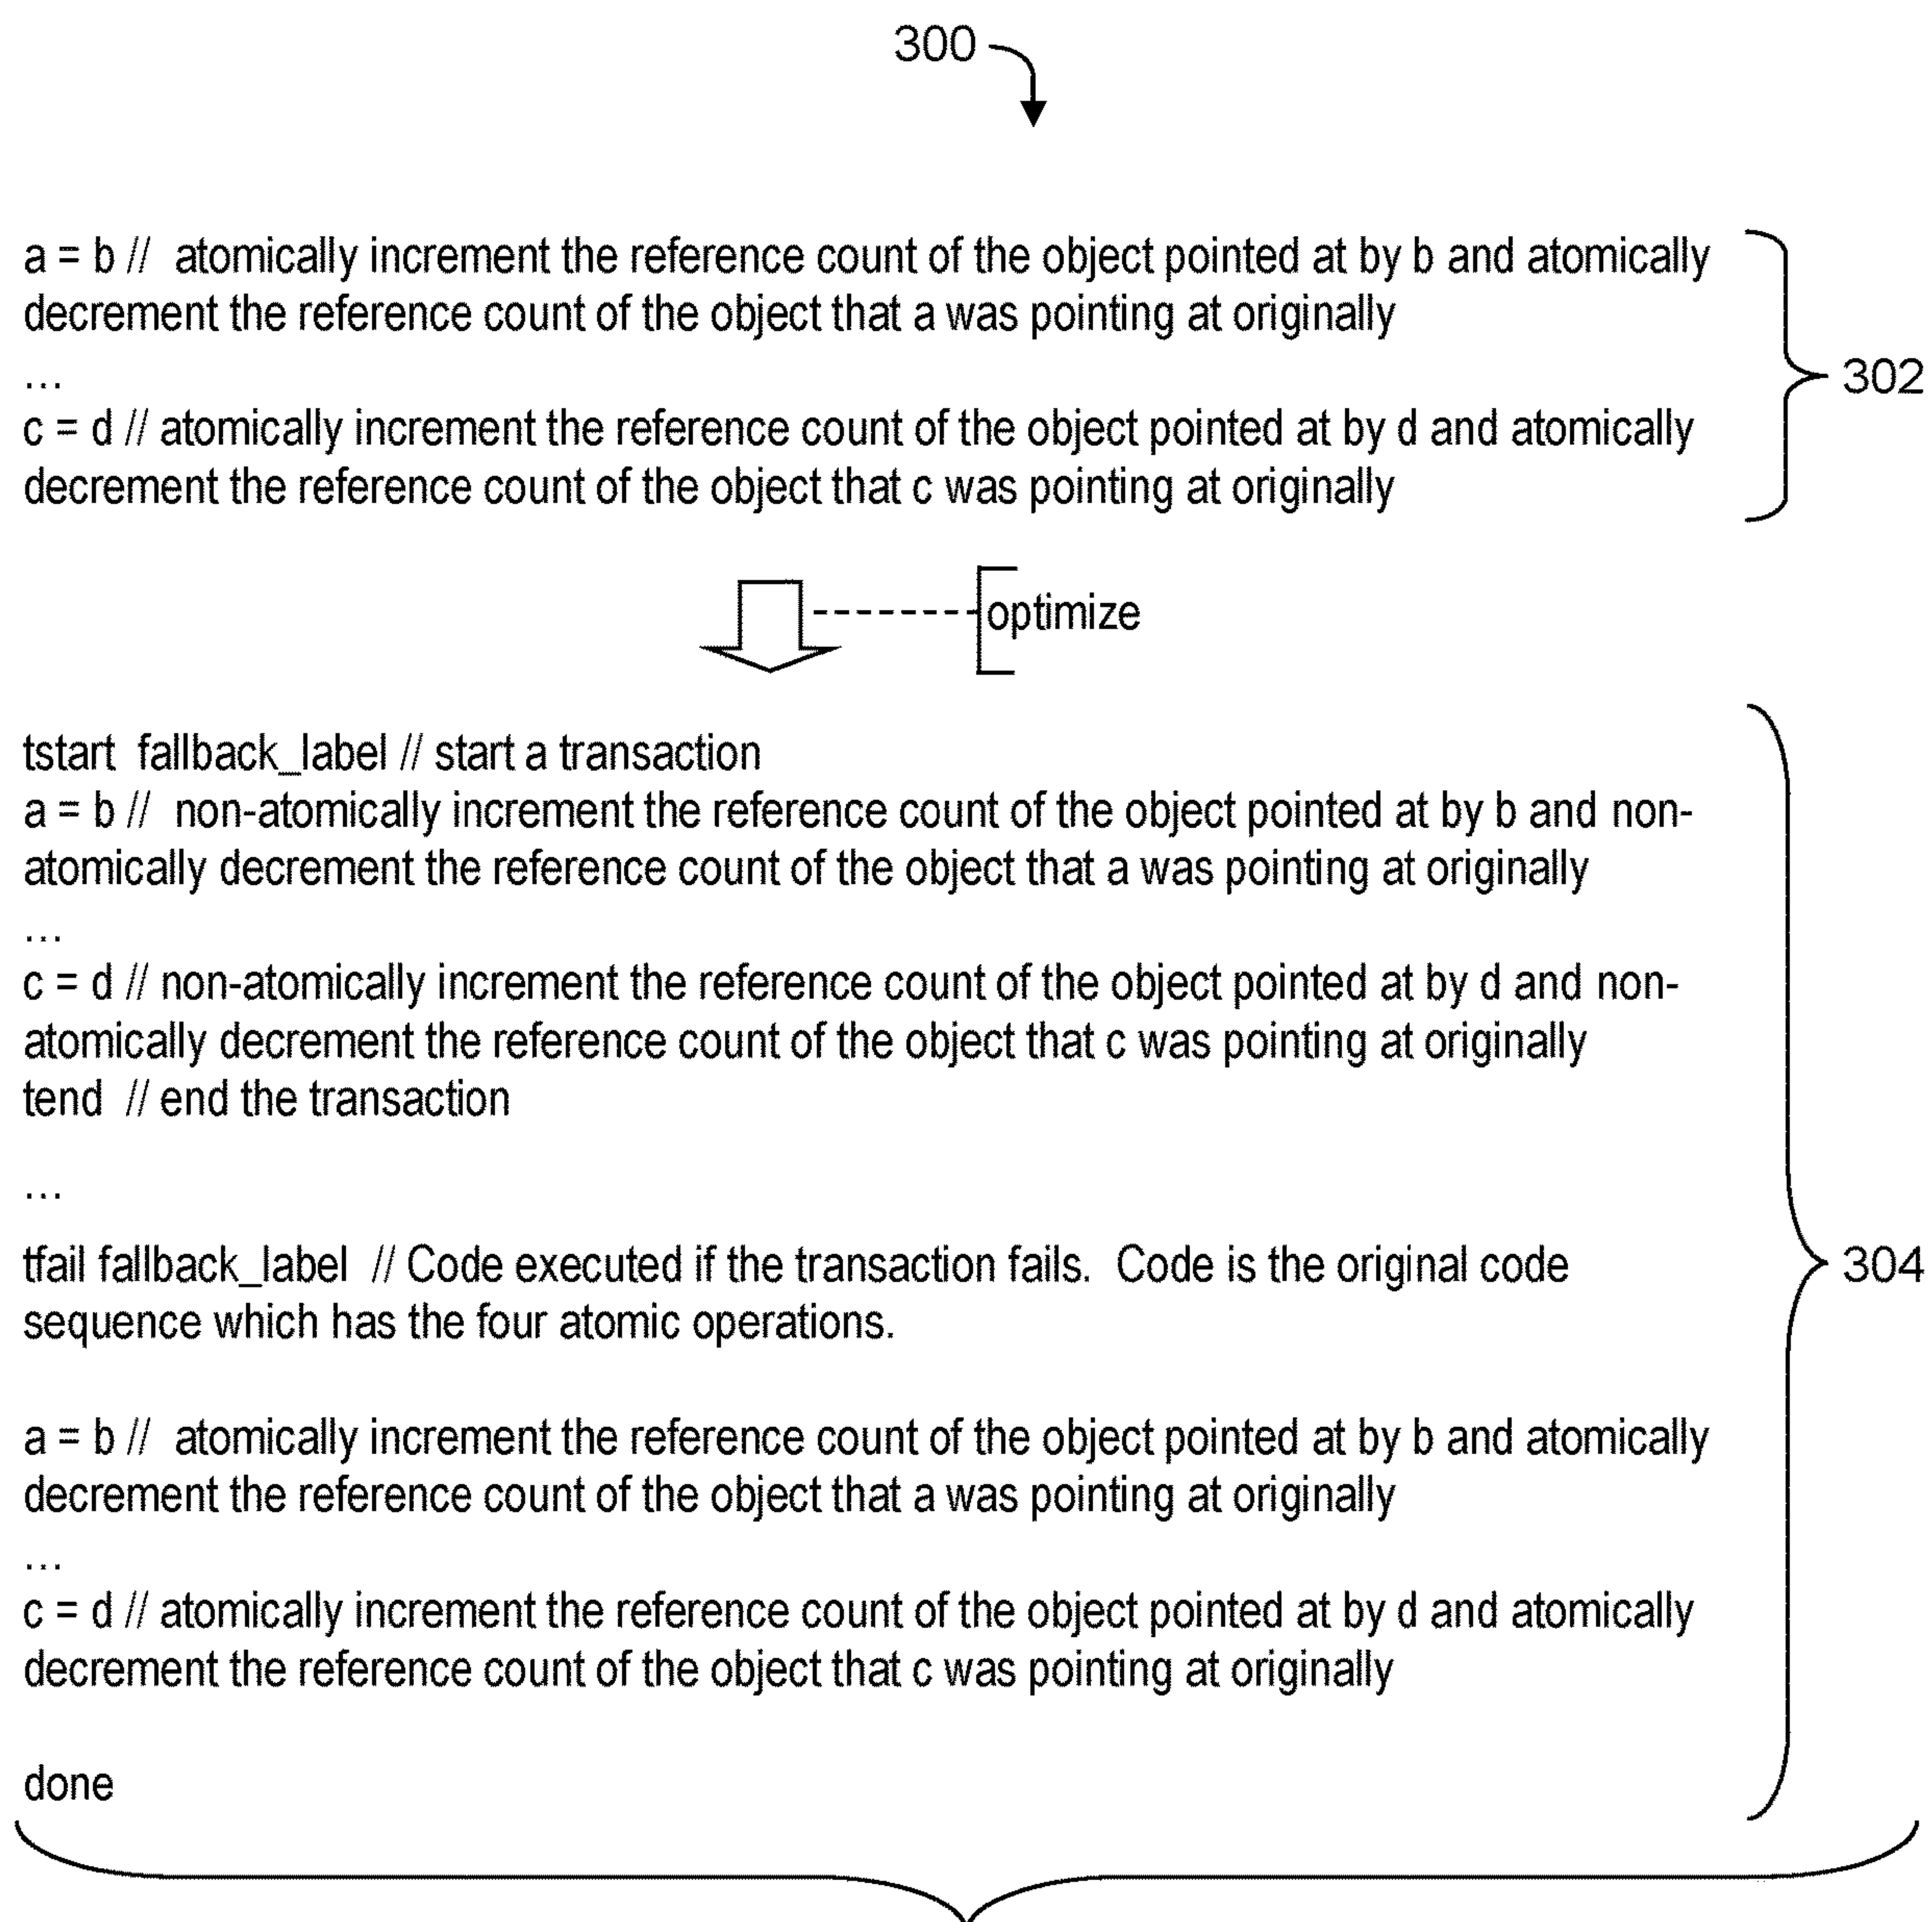 300
a = b // atomically increment the reference count of the object pointed at by b and atomically
decrement the reference count of the object that a was pointing at originally
...
302
c = d // atomically increment the reference count of the object pointed at by d and atomically
decrement the reference count of the object that c was pointing at originally
optimize
tstart fallback_label // start a transaction
a = b // non-atomically increment the reference count of the object pointed at by b and non-
atomically decrement the reference count of the object that a was pointing at originally
...
c = d // non-atomically increment the reference count of the object pointed at by d and non-
atomically decrement the reference count of the object that c was pointing at originally
tend // end the transaction
...
tfail fallback_label // Code executed if the transaction fails. Code is the original code
304
sequence which has the four atomic operations.
a = b // atomically increment the reference count of the object pointed at by b and atomically
decrement the reference count of the object that a was pointing at originally
...
c = d // atomically increment the reference count of the object pointed at by d and atomically
decrement the reference count of the object that c was pointing at originally
done